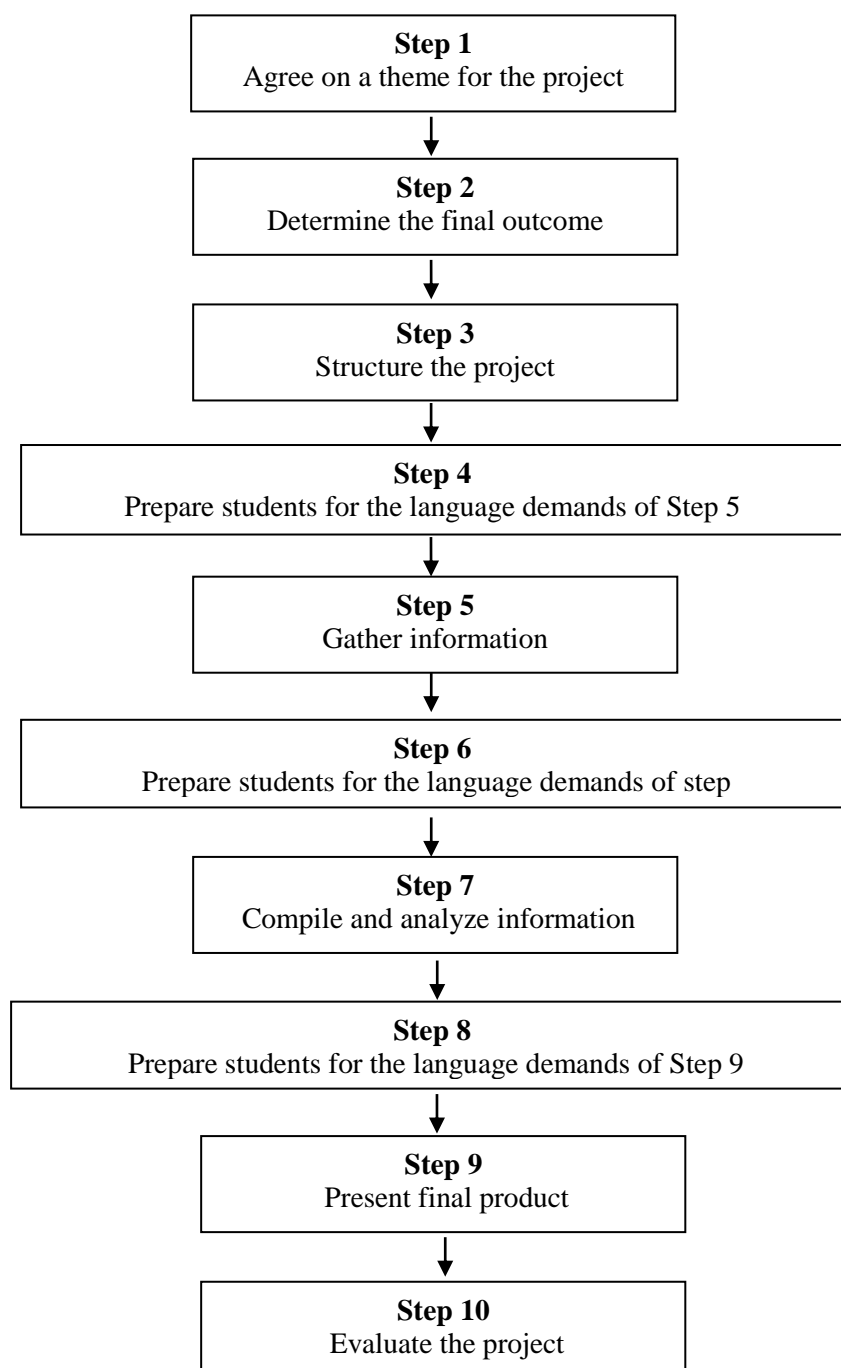 Step 1
Agree on a theme for the project
Step 2
Determine the final outcome
Step 3
Structure the project
Step 4
Prepare students for the language demands of Step 5
Step 5
Gather information
Step 6
Prepare students for the language demands of step
Step 7
Compile and analyze information
Step 8
Prepare students for the language demands of Step 9
Step 9
Present final product
Step 10
Evaluate the project